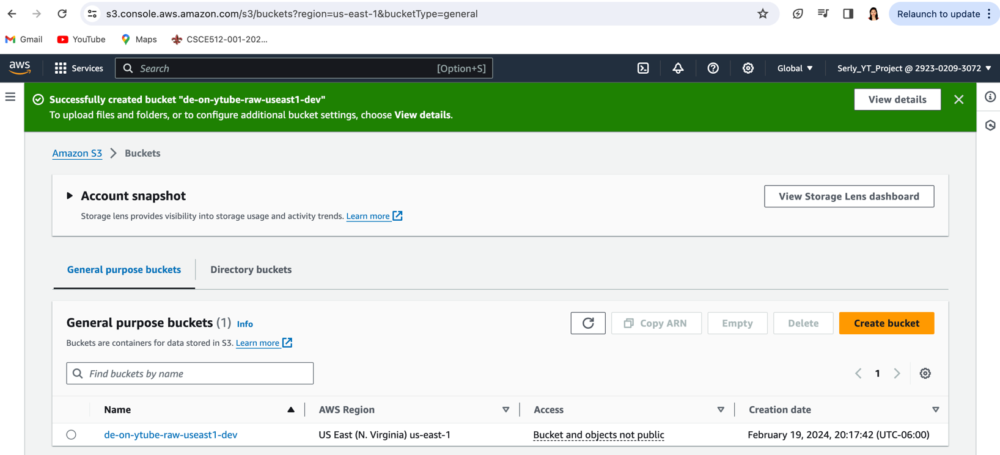 s3.console.aws.amazon.com/s3/buckets?region=us-east-1&bucketType=general
Relaunch to update
Gmail YouTube Maps CSCE512-001-202...
aws Services Search [Option+S] Global Serly_YT_Project @ 2923-0209-3072
Successfully created bucket "de-on-ytube-raw-useast1-dev"
To upload files and folders, or to configure additional bucket settings, choose View details.
View details
Amazon S3 Buckets
Account snapshot
Storage lens provides visibility into storage usage and activity trends. Learn more
View Storage Lens dashboard
General purpose buckets Directory buckets
General purpose buckets (1) Info
Buckets are containers for data stored in S3. Learn more
Copy ARN Empty Delete Create bucket
Find buckets by name
1
Name AWS Region Access Creation date
de-on-ytube-raw-useast1-dev US East (N. Virginia) us-east-1 Bucket and objects not public February 19, 2024, 20:17:42 (UTC-06:00)